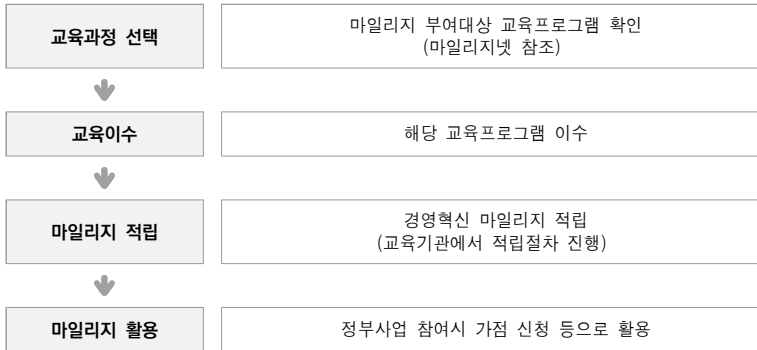 교육과정 선택
마일리지 부여대상 교육프로그램 확인
(마일리지넷 참조)
교육이수
해당 교육프로그램 이수
마일리지 적립
경영혁신 마일리지 적립
(교육기관에서 적립절차 진행)
마일리지 활용
정부사업 참여시 가점 신청 등으로 활용